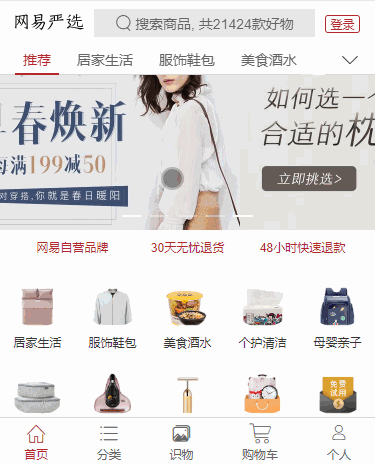 网易严选
搜索商品, 共21424款好物
登录
推荐
居家生活
服饰鞋包
美食酒水
春焕新
每满199减50
对穿搭,你就是春日暖阳
如何选一个
合适的枕
立即挑选>
网易自营品牌
30天无忧退货
48小时快速退款
居家生活
服饰鞋包
美食酒水
个护清洁
母婴亲子
免费
试用
首页
分类
识物
购物车
个人